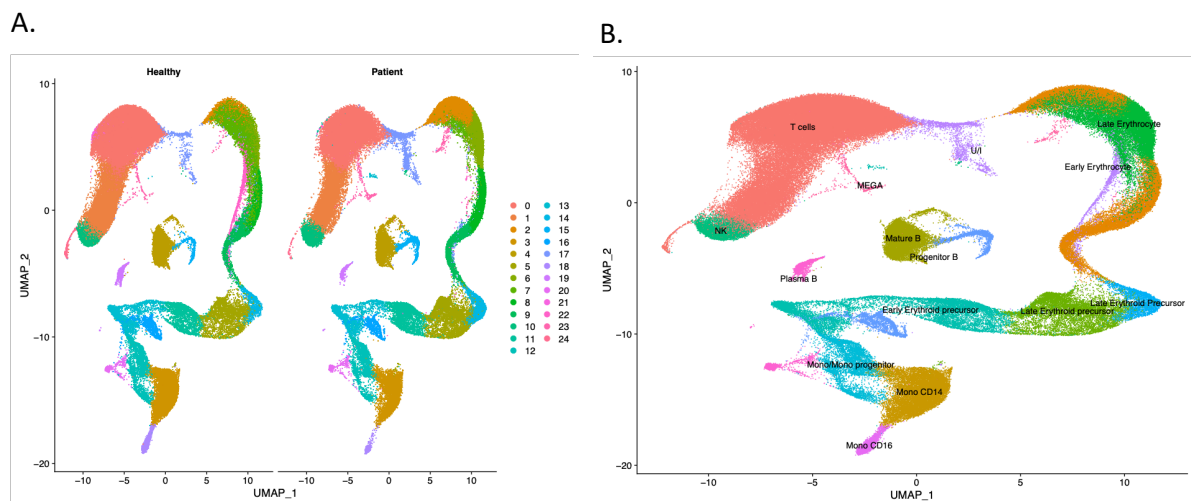 A.
Healthy
Patient
10
0
−10
−20
UMAP_2
−10
−5
0
5
10
−10
−5
0
5
10
UMAP_1
0
1
2
3
4
5
6
7
8
9
10
11
12
13
14
15
16
17
18
19
20
21
22
23
24
B.
10
0
−10
−20
UMAP_2
T cells
Late Erythrocyte
U/I
Early Erythrocyte
MEGA
NK
Mature B
Progenitor B
Plasma B
Late Erythroid Precursor
Early Erythroid precursor
Late Erythroid precursor
Mono/Mono progenitor
Mono CD14
Mono CD16
−10
−5
0
5
10
UMAP_1